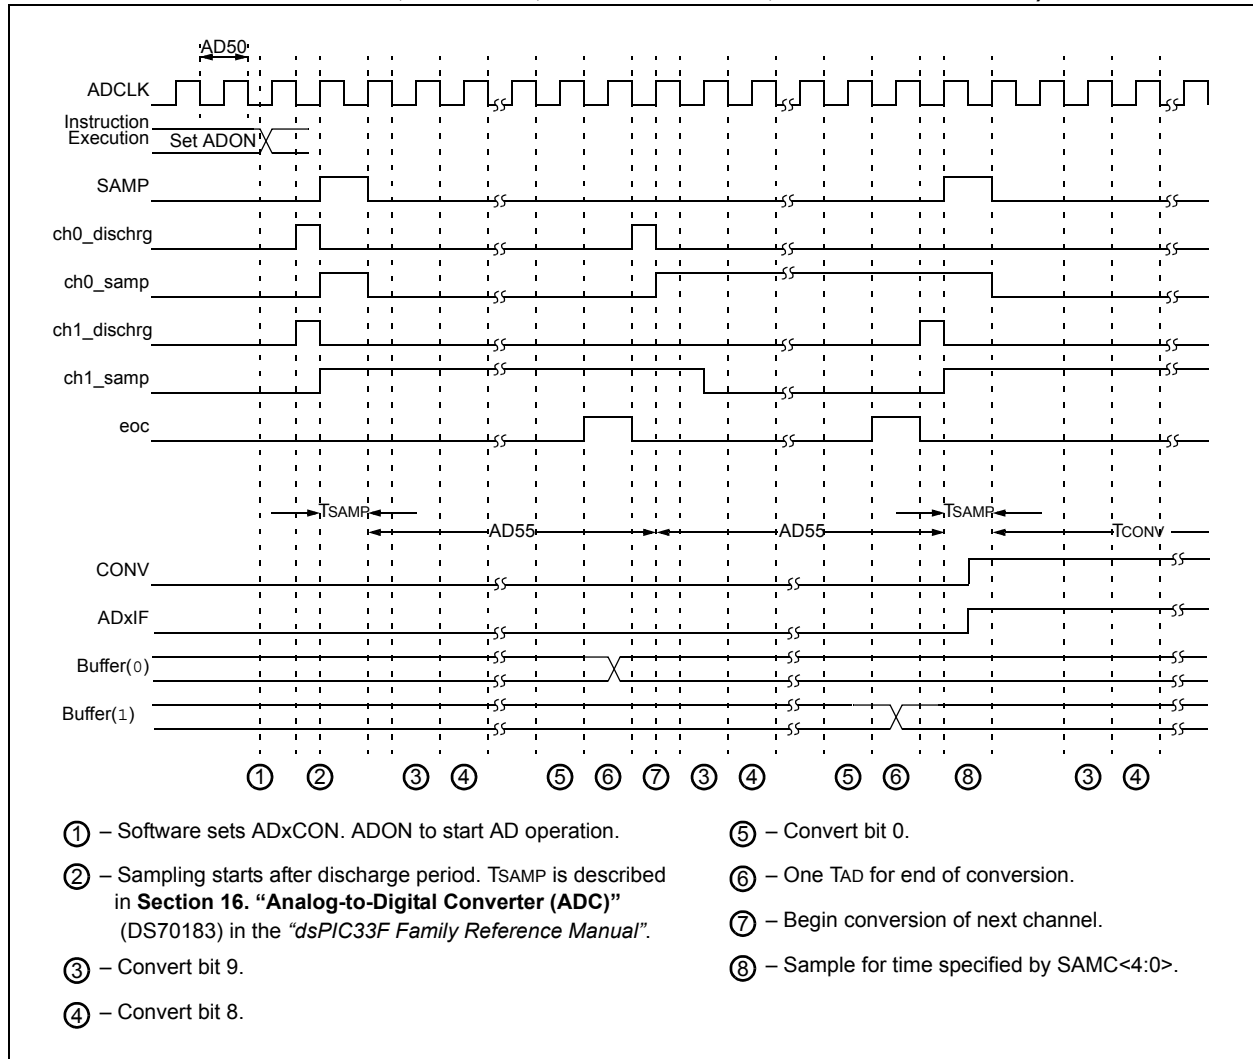 AD50
ADCLK
Instruction
Execution
Set ADON
SAMP
ch0_dischrg
ch0_samp
ch1_dischrg
ch1_samp
eoc
TSAMP
TSAMP
AD55
AD55
TCONV
CONV
ADxIF
Buffer(0)
Buffer(1)
1 2 3 4 5 6 7 3 4 5 6 8 3 4
1 – Software sets ADxCON. ADON to start AD operation.
2 – Sampling starts after discharge period. TSAMP is described
in Section 16. “Analog-to-Digital Converter (ADC)”
(DS70183) in the “dsPIC33F Family Reference Manual”.
3 – Convert bit 9.
4 – Convert bit 8.
5 – Convert bit 0.
6 – One TAD for end of conversion.
7 – Begin conversion of next channel.
8 – Sample for time specified by SAMC<4:0>.